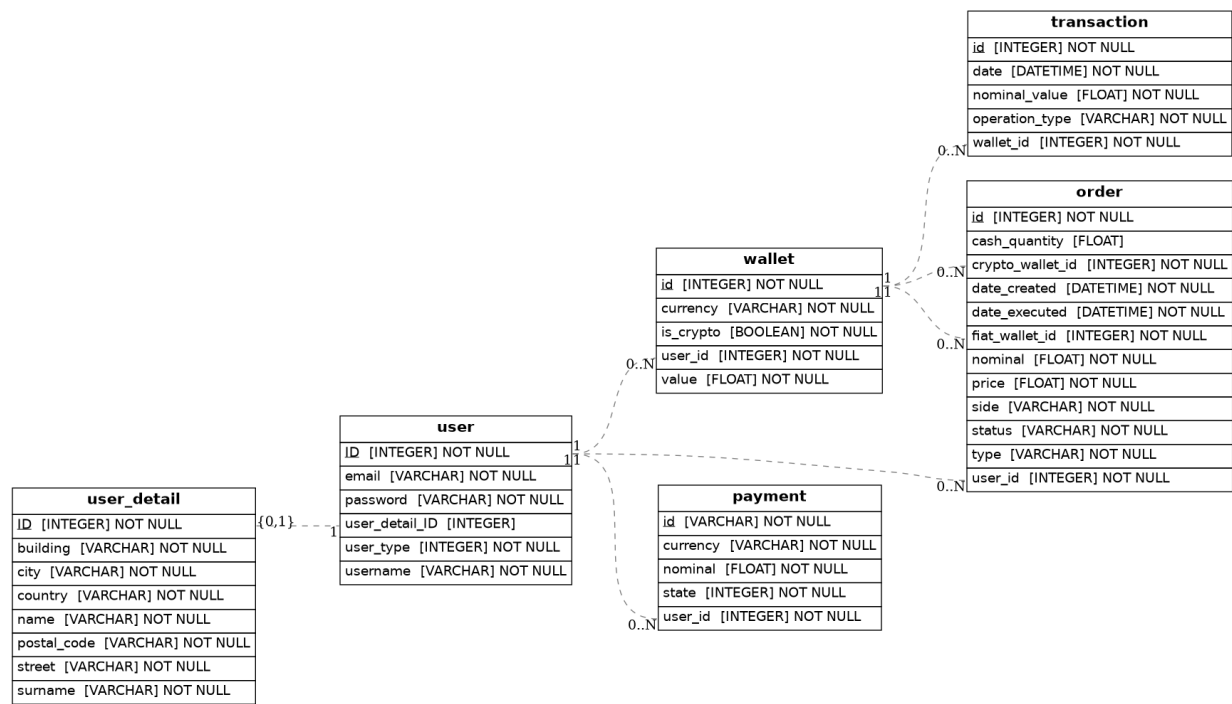 transaction
id [INTEGER] NOT NULL
date [DATETIME] NOT NULL
nominal_value [FLOAT] NOT NULL
operation_type [VARCHAR] NOT NULL
wallet_id [INTEGER] NOT NULL
0..N
order
id [INTEGER] NOT NULL
cash_quantity [FLOAT]
crypto_wallet_id [INTEGER] NOT NULL
date_created [DATETIME] NOT NULL
date_executed [DATETIME] NOT NULL
fiat_wallet_id [INTEGER] NOT NULL
nominal [FLOAT] NOT NULL
price [FLOAT] NOT NULL
side [VARCHAR] NOT NULL
status [VARCHAR] NOT NULL
type [VARCHAR] NOT NULL
user_id [INTEGER] NOT NULL
0..N
0..N
0..N
wallet
id [INTEGER] NOT NULL
currency [VARCHAR] NOT NULL
is_crypto [BOOLEAN] NOT NULL
user_id [INTEGER] NOT NULL
value [FLOAT] NOT NULL
1
11
0..N
user
ID [INTEGER] NOT NULL
email [VARCHAR] NOT NULL
password [VARCHAR] NOT NULL
user_detail_ID [INTEGER]
user_type [INTEGER] NOT NULL
username [VARCHAR] NOT NULL
1
11
payment
id [VARCHAR] NOT NULL
currency [VARCHAR] NOT NULL
nominal [FLOAT] NOT NULL
state [INTEGER] NOT NULL
user_id [INTEGER] NOT NULL
0..N
user_detail
ID [INTEGER] NOT NULL
building [VARCHAR] NOT NULL
city [VARCHAR] NOT NULL
country [VARCHAR] NOT NULL
name [VARCHAR] NOT NULL
postal_code [VARCHAR] NOT NULL
street [VARCHAR] NOT NULL
surname [VARCHAR] NOT NULL
{0,1}
1